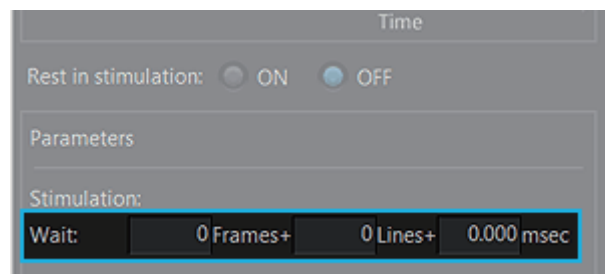 Time
Rest in stimulation: ON OFF
Parameters
Stimulation:
Wait: 0 Frames+ 0 Lines+ 0.000 msec